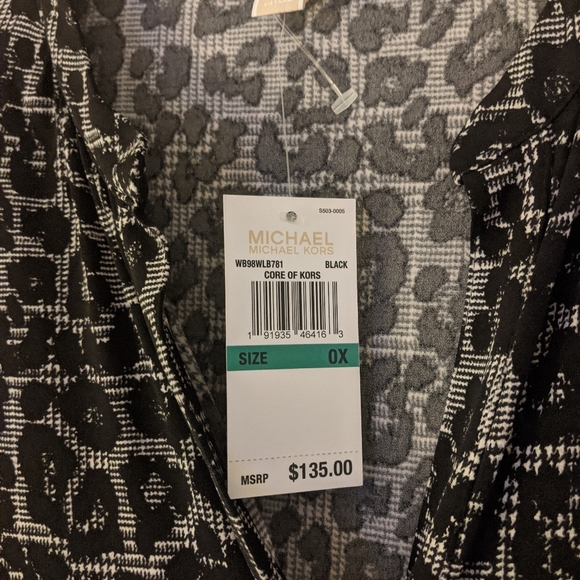 S503-0005
MICHAEL
MICHAEL KORS
WB98WLB781 BLACK
CORE OF KORS
1 91935 46416 3
SIZE 0X
MSRP $135.00